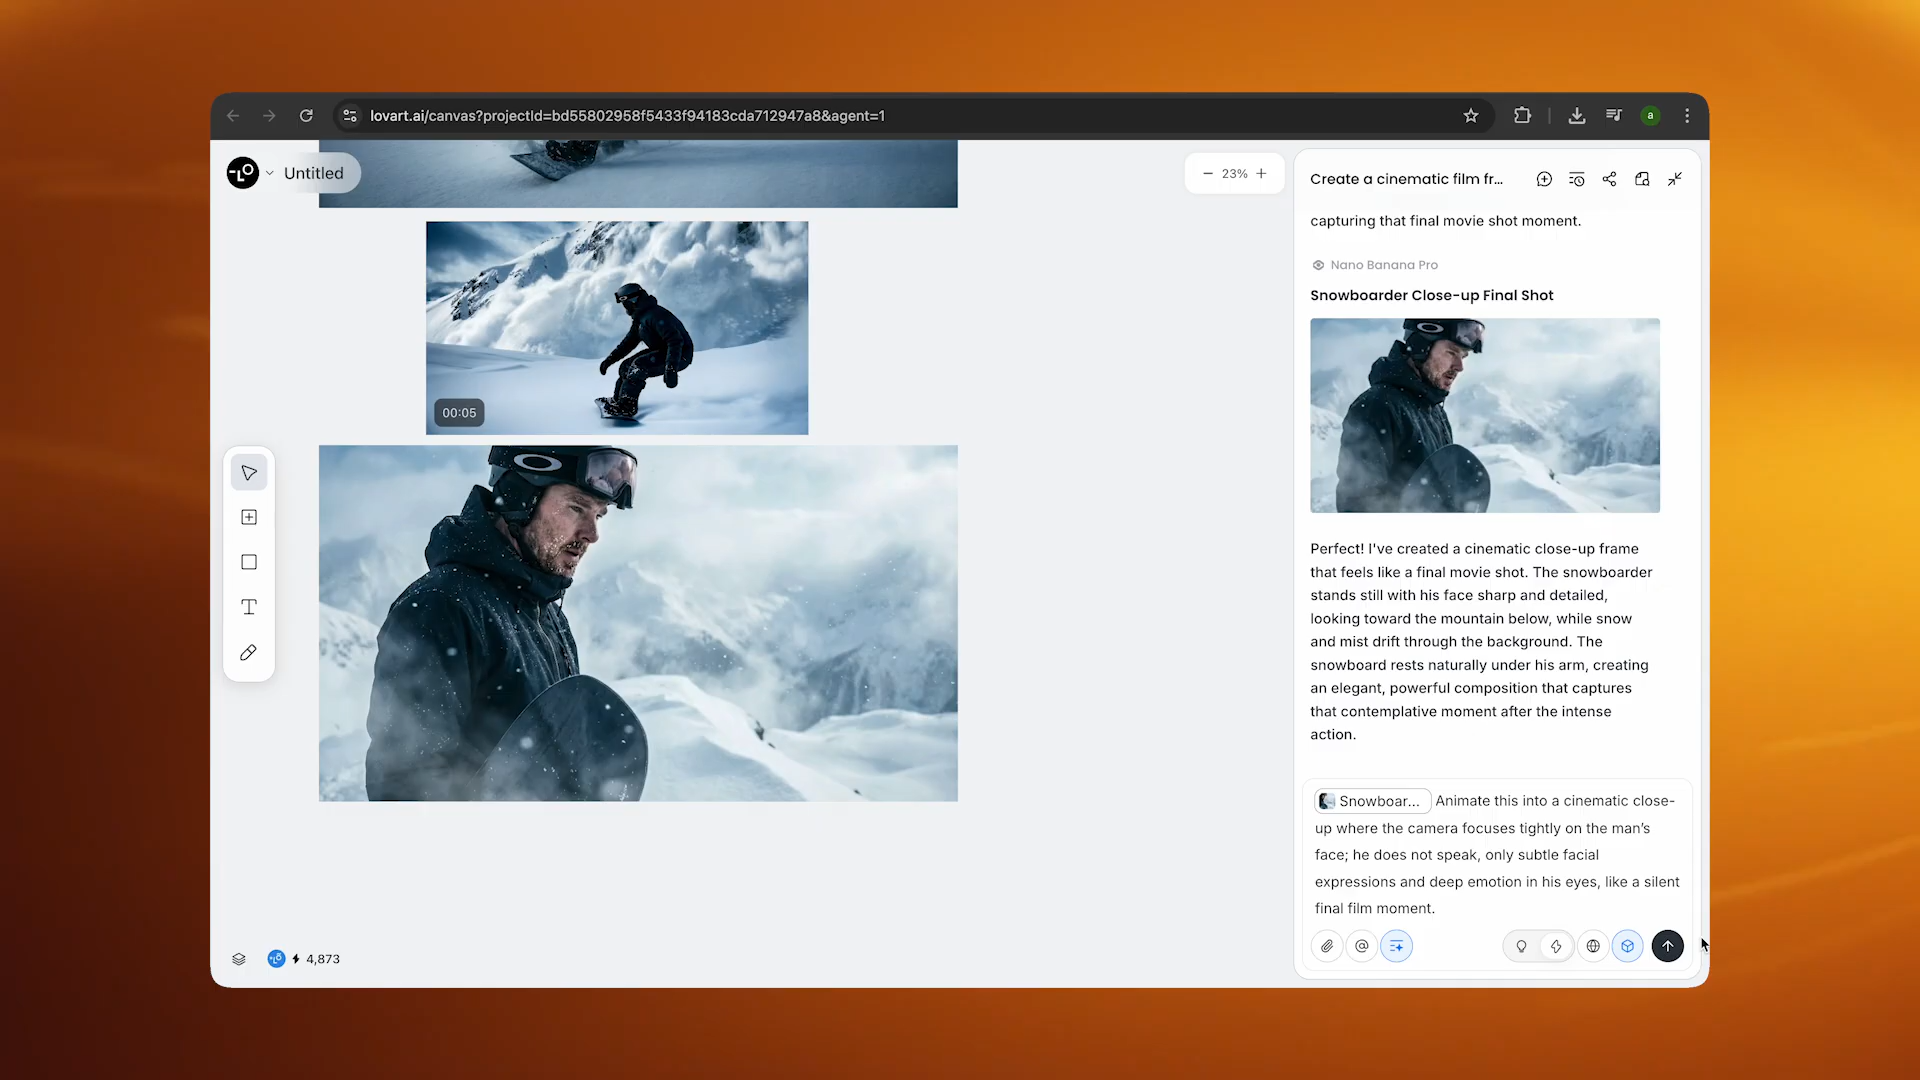 lovart.ai/canvas?projectId=bd55802958f5433f94183cda712947a8&agent=1
a
Untitled
23%
Create a cinematic film fr...
capturing that final movie shot moment.
Nano Banana Pro
Snowboarder Close-up Final Shot
00:05
Perfect! I've created a cinematic close-up frame
that feels like a final movie shot. The snowboarder
stands still with his face sharp and detailed,
looking toward the mountain below, while snow
and mist drift through the background. The
snowboard rests naturally under his arm, creating
an elegant, powerful composition that captures
that contemplative moment after the intense
action.
Snowboar... Animate this into a cinematic close-
up where the camera focuses tightly on the man’s
face; he does not speak, only subtle facial
expressions and deep emotion in his eyes, like a silent
final film moment.
4,873